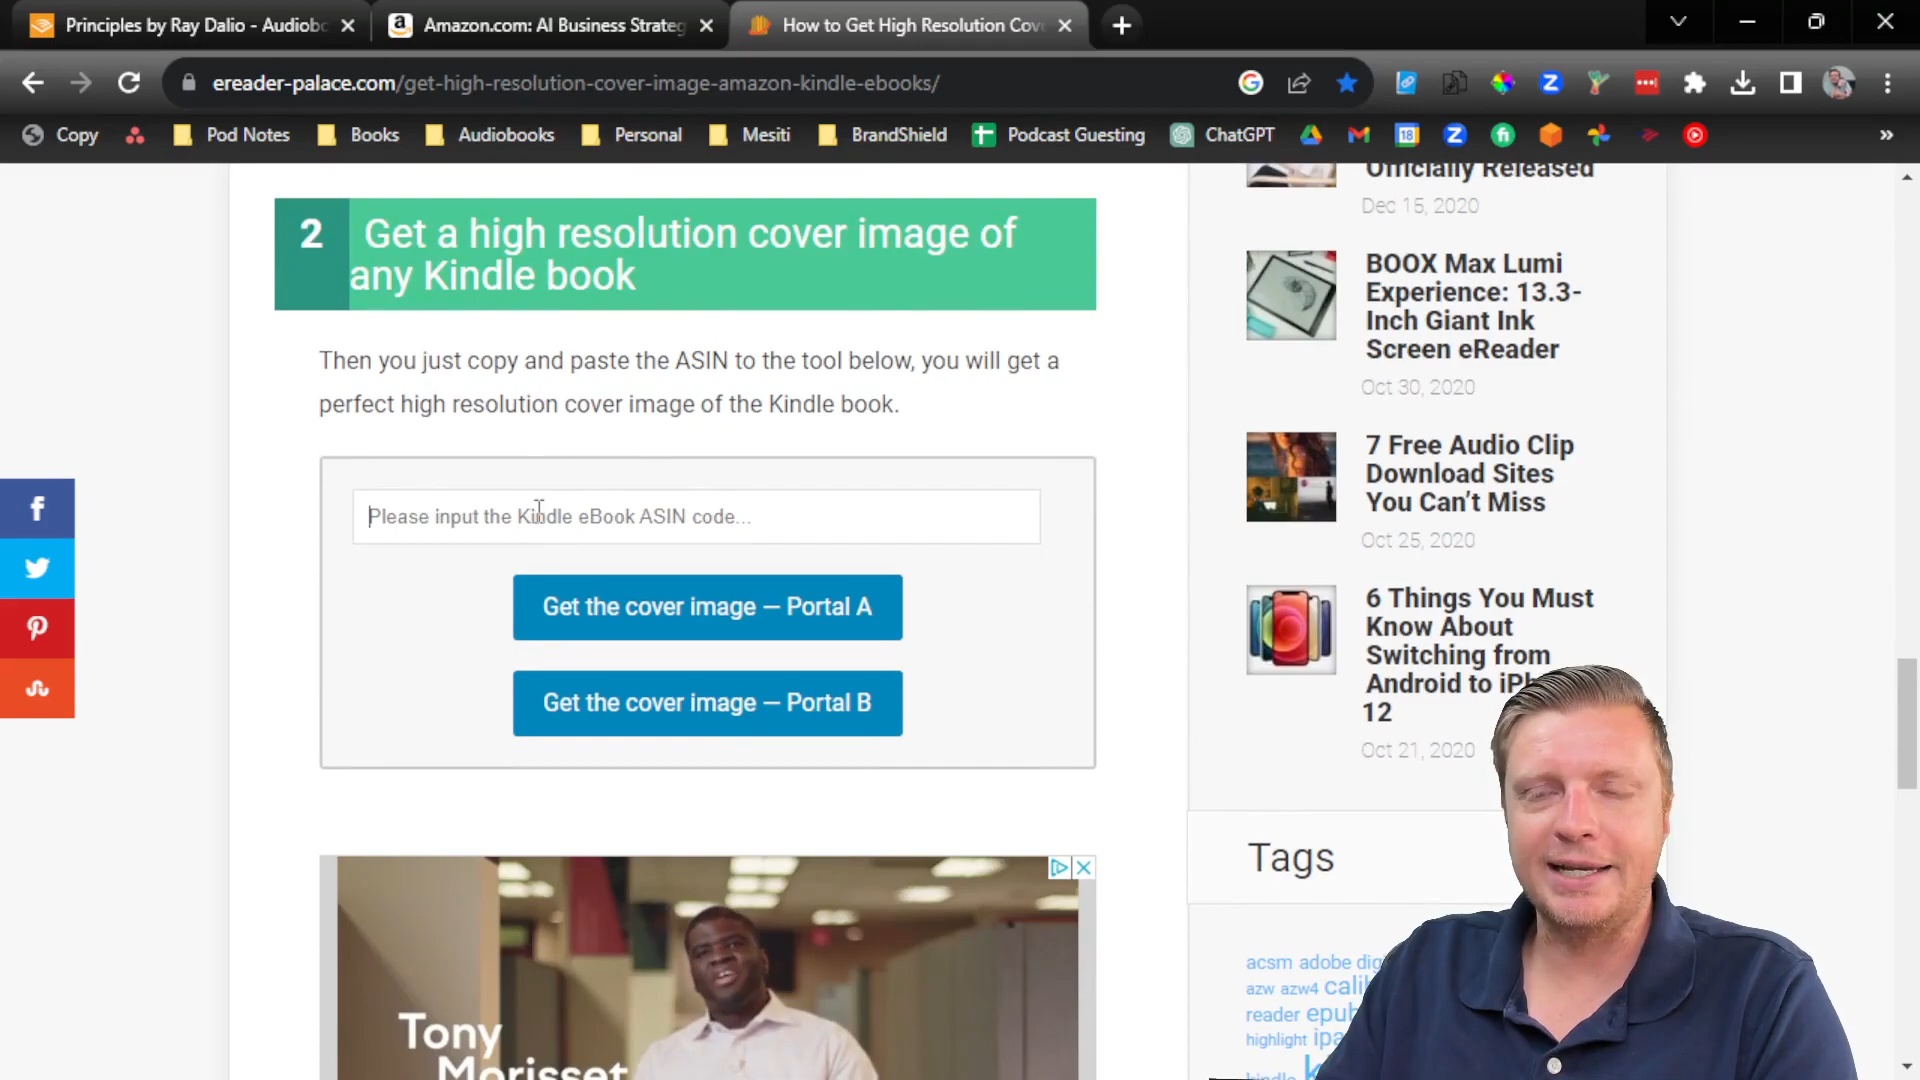 Principles by Ray Dalio - Audiobo
Amazon.com: AI Business Strateg
How to Get High Resolution Cov
ereader-palace.com/get-high-resolution-cover-image-amazon-kindle-ebooks/
Copy
Pod Notes
Books
Audiobooks
Personal
Mesiti
BrandShield
Podcast Guesting
ChatGPT
18
»
2 Get a high resolution cover image of
any Kindle book
Then you just copy and paste the ASIN to the tool below, you will get a
perfect high resolution cover image of the Kindle book.
Please input the Kindle eBook ASIN code...
Get the cover image — Portal A
Get the cover image — Portal B
Tony
Morisset
Officially Released
Dec 15, 2020
BOOX Max Lumi
Experience: 13.3-
Inch Giant Ink
Screen eReader
Oct 30, 2020
7 Free Audio Clip
Download Sites
You Can't Miss
Oct 25, 2020
6 Things You Must
Know About
Switching from
Android to iPh
12
Oct 21, 2020
Tags
acsm adobe dig
azw azw4 calib
reader epub
highlight ipa
kindle